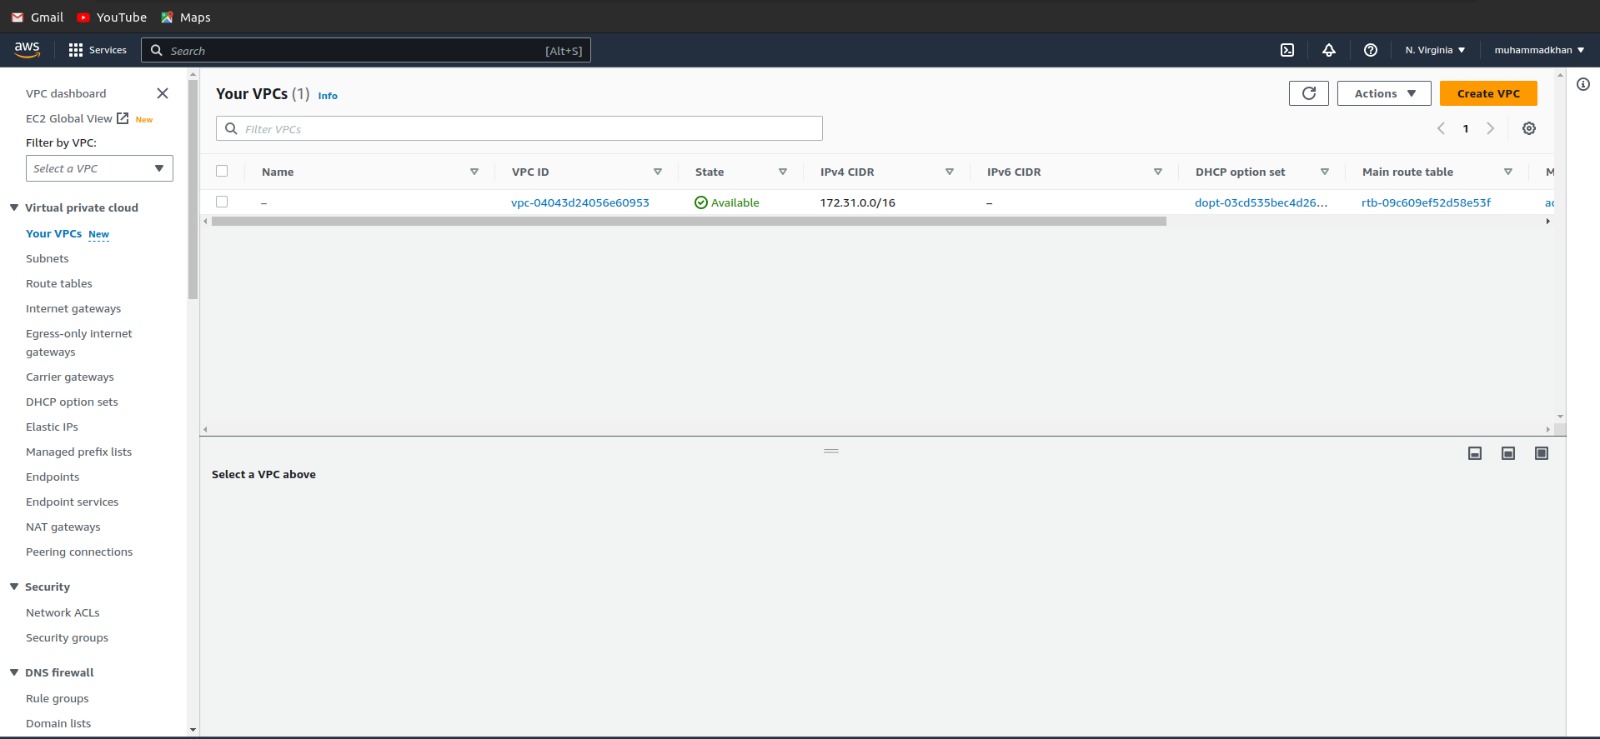 Gmail YouTube Maps
aws Services Search [Alt+S] N. Virginia muhammadkhan
VPC dashboard
EC2 Global View New
Filter by VPC:
Select a VPC
Virtual private cloud
Your VPCs New
Subnets
Route tables
Internet gateways
Egress-only internet
gateways
Carrier gateways
DHCP option sets
Elastic IPs
Managed prefix lists
Endpoints
Endpoint services
NAT gateways
Peering connections
Security
Network ACLs
Security groups
DNS firewall
Rule groups
Domain lists
Your VPCs (1) Info
Actions Create VPC
Filter VPCs
1
Name VPC ID State IPv4 CIDR IPv6 CIDR DHCP option set Main route table M
– vpc-04043d24056e60953 Available 172.31.0.0/16 – dopt-03cd535bec4d26... rtb-09c609ef52d58e53f ac
Select a VPC above